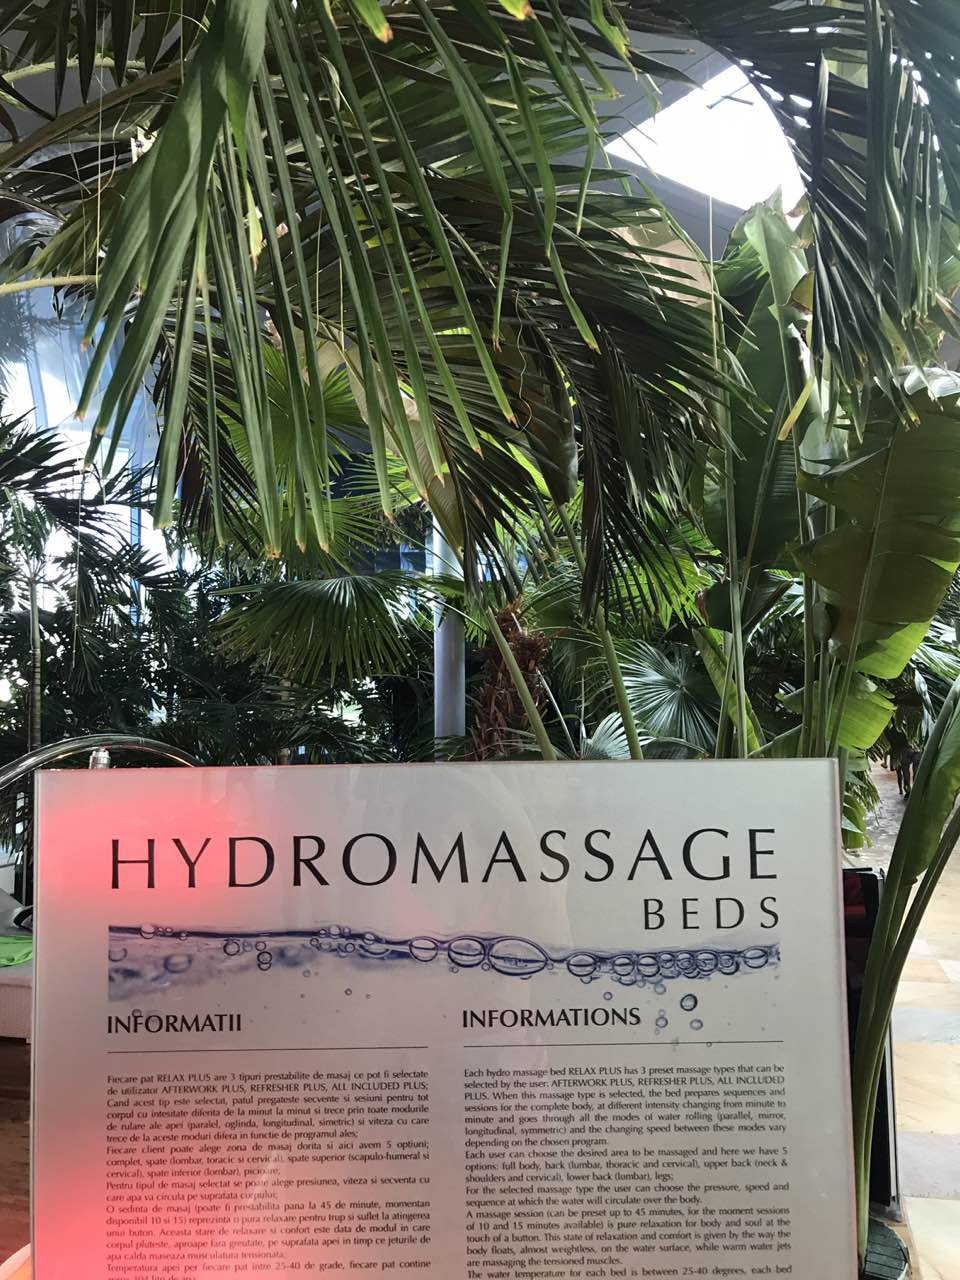 HYDROMASSAGE
BEDS
INFORMATII
Fiecare pat RELAX PLUS are 3 tipuri prestabilite de masaj ce pot fi selectate
de utilizator AFTERWORK PLUS, REFRESHER PLUS, ALL INCLUDED PLUS;
Cand acest tip este selectat, patul pregateste secvente si sesiuni pentru tot
corpul cu intesitate diferita de la minut la minut si trece prin toate modurile
de rulare ale apei (paralel, oglinda, longitudinal, simetric) si viteza cu care
trece de la aceste moduri difera in functie de programul ales;
Fiecare client poate alege zona de masaj dorita si aici avem 5 optiuni;
complet, spate (lombar, toracic si cervical), spate superior (scapulo-humeral si
cervical), spate inferior (lombar), picioare;
Pentru tipul de masaj selectat se poate alege presiunea, viteza si secventa cu
care apa va circula pe suprafata corpului;
O sedinta de masaj (poate fi prestabilita pana la 45 de minute, momentan
disponibil 10 si 15) reprezinta o pura relaxare pentru trup si suflet la atingerea
unui buton. Aceasta stare de relaxare si confort este data de modul in care
corpul pluteste, aproape fara greutate, pe suprafata apei in timp ce jeturile de
apa calda maseaza musculatura tensionata;
Temperatura apei per fiecare pat intre 25-40 de grade, fiecare pat contine
104 litri de apa
INFORMATIONS
Each hydro massage bed RELAX PLUS has 3 preset massage types that can be
selected by the user: AFTERWORK PLUS, REFRESHER PLUS, ALL INCLUDED
PLUS. When this massage type is selected, the bed prepares sequences and
sessions for the complete body, at different intensity changing from minute to
minute and goes through all the modes of water rolling (parallel, mirror,
longitudinal, symmetric) and the changing speed between these modes vary
depending on the chosen program.
Each user can choose the desired area to be massaged and here we have 5
options: full body, back (lumbar, thoracic and cervical), upper back (neck &
shoulders and cervical), lower back (lumbar), legs;
For the selected massage type the user can choose the pressure, speed and
sequence at which the water will circulate over the body.
A massage session (can be preset up to 45 minutes, for the moment sessions
of 10 and 15 minutes available) is pure relaxation for body and soul at the
touch of a button. This state of relaxation and comfort is given by the way the
body floats, almost weightless, on the water surface, while warm water jets
are massaging the tensioned muscles.
The water temperature for each bed is between 25-40 degrees, each bed